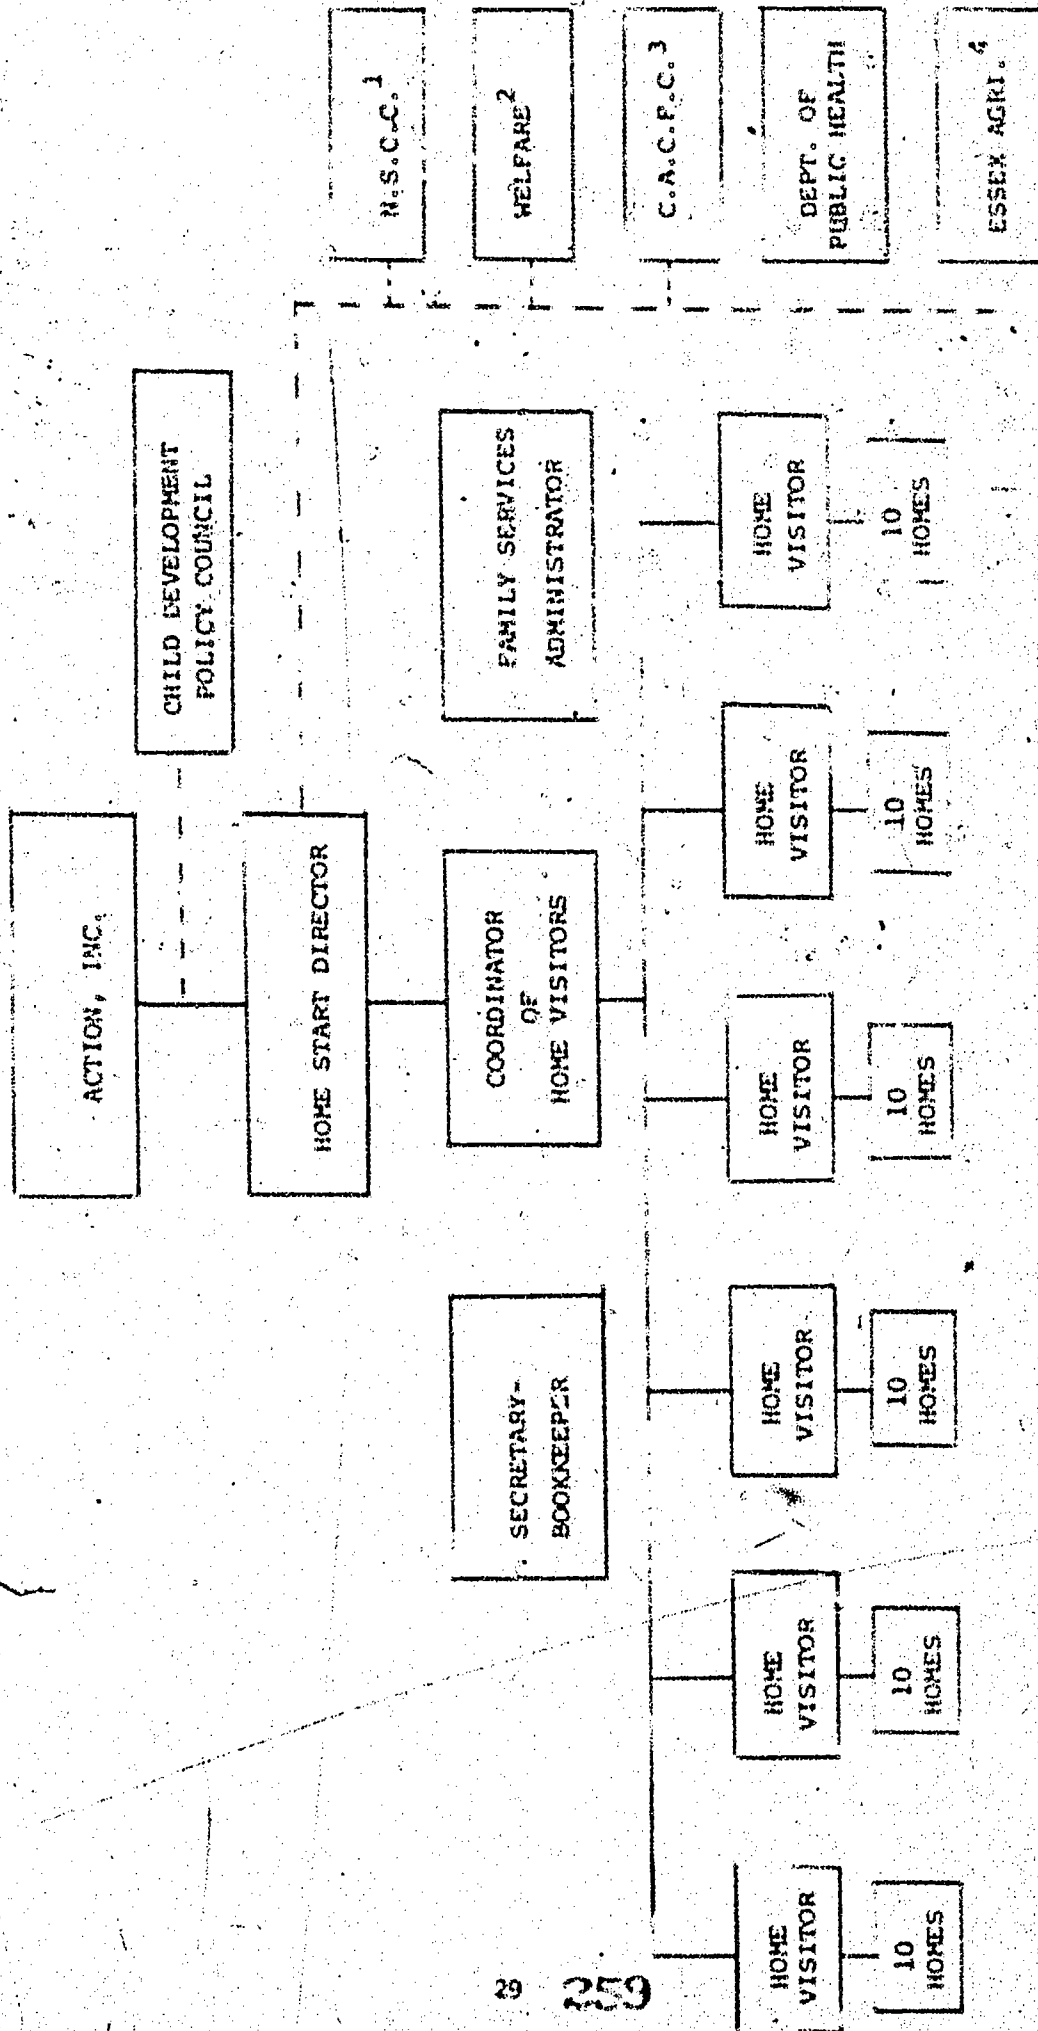 ACTION, INC.
CHILD DEVELOPMENT
POLICY COUNCIL
HOME START DIRECTOR
N.S.C.C.1
WELFARE2
C.A.C.F.C.3
DEPT. OF
PUBLIC HEALTH
ESSEX AGRI.4
SECRETARY-
BOOKKEEPER
COORDINATOR
OF
HOME VISITORS
FAMILY SERVICES
ADMINISTRATOR
HOME
VISITOR
10
HOMES
HOME
VISITOR
10
HOMES
HOME
VISITOR
10
HOMES
HOME
VISITOR
10
HOMES
HOME
VISITOR
10
HOMES
HOME
VISITOR
10
HOMES
29 259